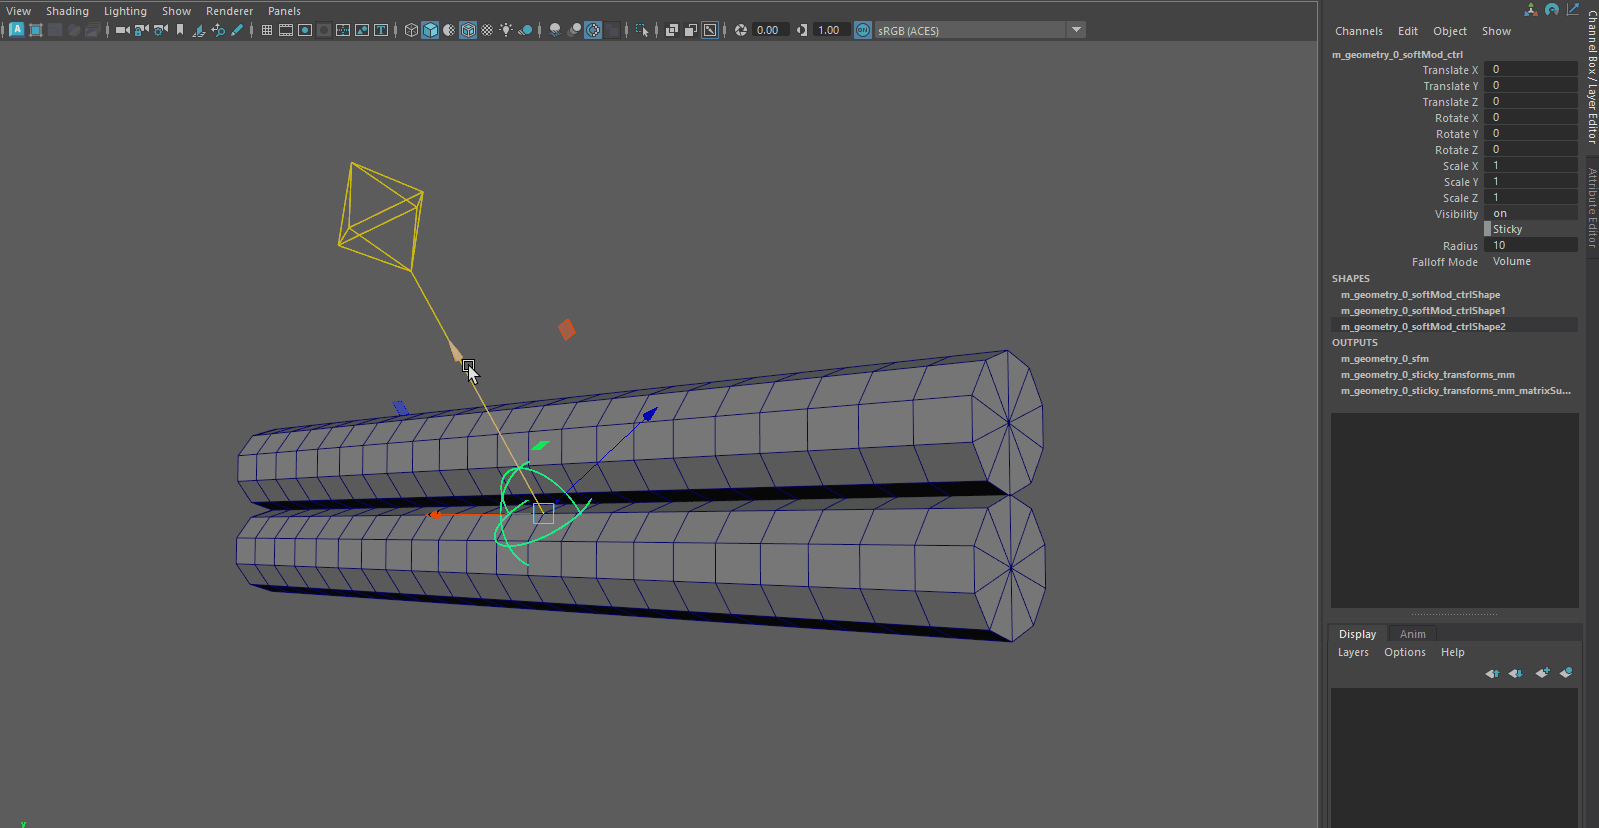 View Shading Lighting Show Renderer Panels
A T 0.00 1.00 ON sRGB (ACES)
Channels Edit Object Show
m_geometry_0_softMod_ctrl
Translate X 0
Translate Y 0
Translate Z 0
Rotate X 0
Rotate Y 0
Rotate Z 0
Scale X 1
Scale Y 1
Scale Z 1
Visibility on
Sticky
Radius 10
Falloff Mode Volume
SHAPES
m_geometry_0_softMod_ctrlShape
m_geometry_0_softMod_ctrlShape1
m_geometry_0_softMod_ctrlShape2
OUTPUTS
m_geometry_0_sfm
m_geometry_0_sticky_transforms_mm
m_geometry_0_sticky_transforms_mm_matrixSu...
Display Anim
Layers Options Help
Channel Box / Layer Editor
Attribute Editor
y